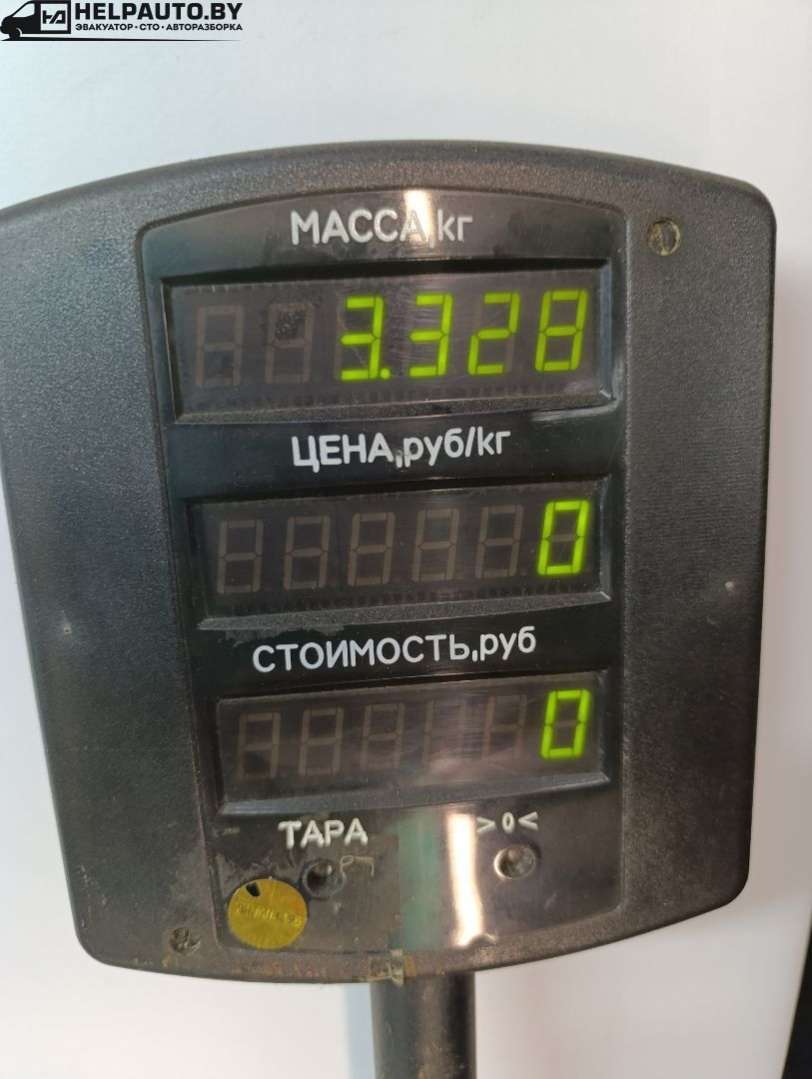 HELPAUTO.BY
ЭВАКУАТОР • СТО • АВТОРАЗБОРКА
МАССА,кг
3.328
ЦЕНА,руб/кг
0
СТОИМОСТЬ,руб
0
ТАРА >0<